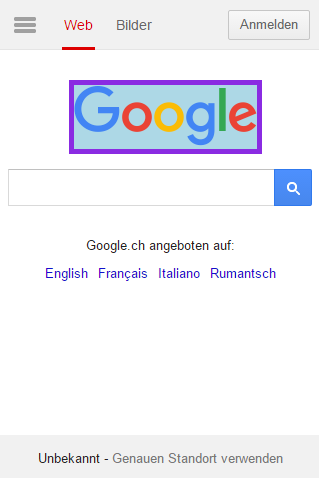 Web Bilder Anmelden
Google
Google.ch angeboten auf:
English Français Italiano Rumantsch
Unbekannt - Genauen Standort verwenden